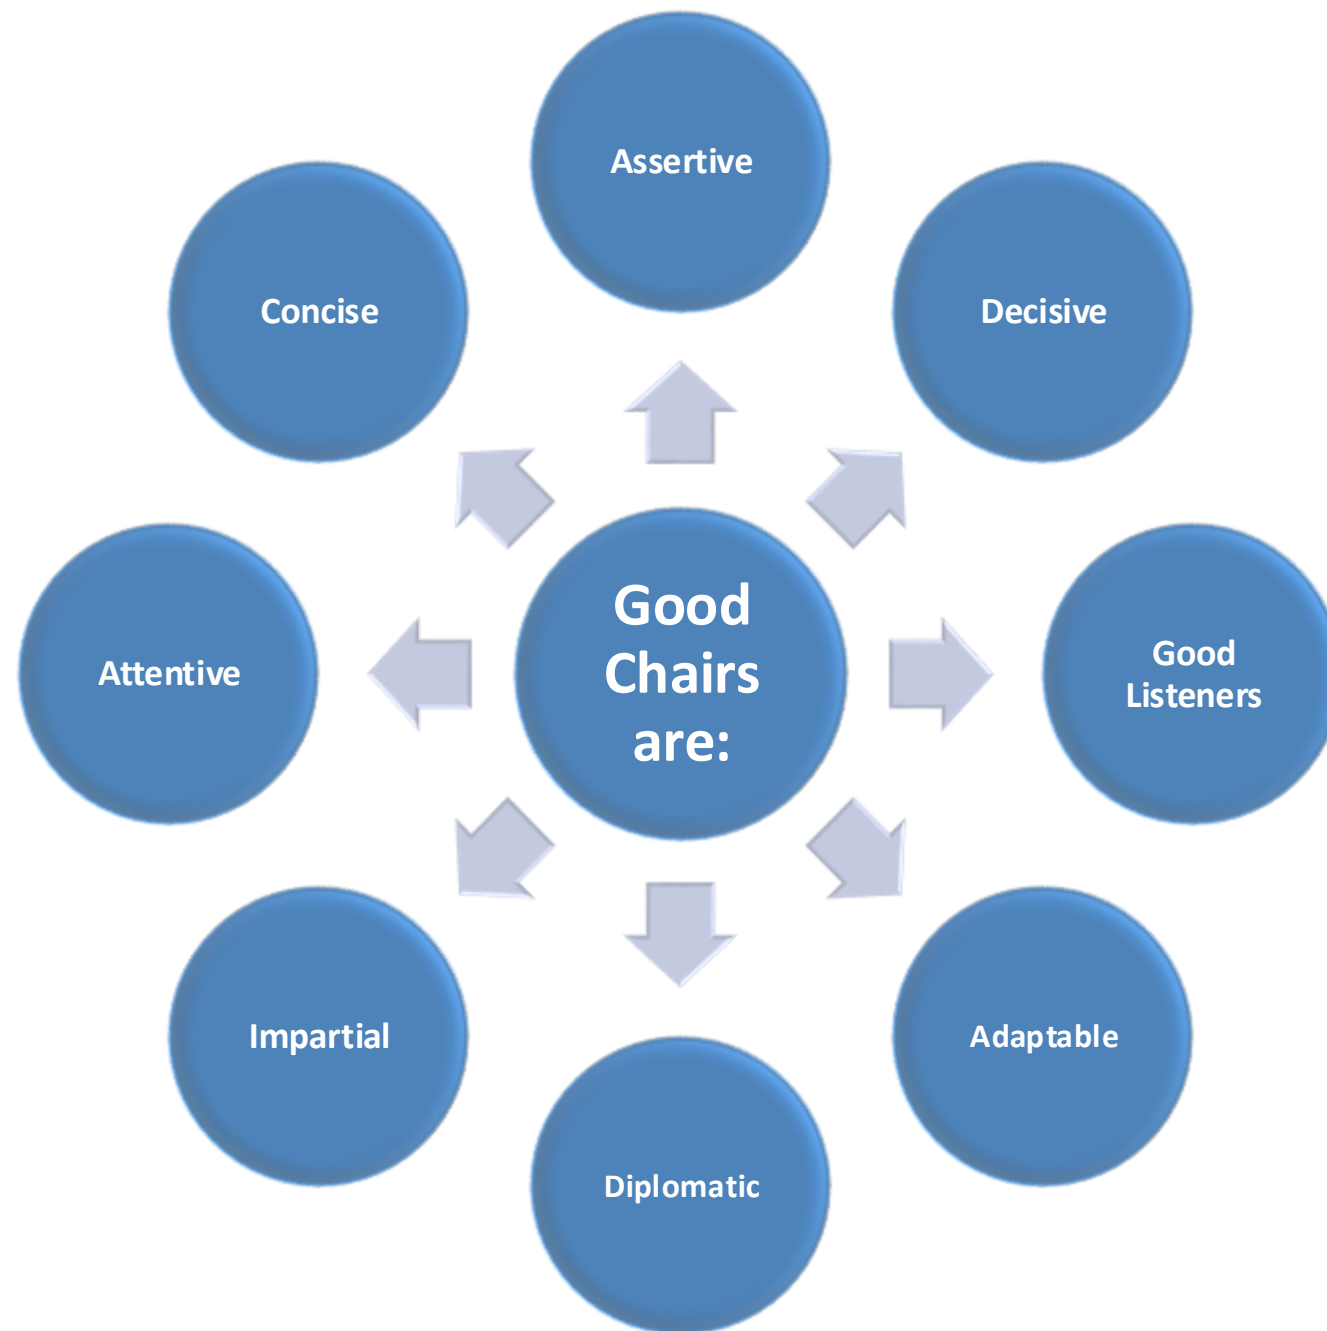 Assertive
Concise
Decisive
Good
Chairs
are:
Attentive
Good
Listeners
Impartial
Adaptable
Diplomatic